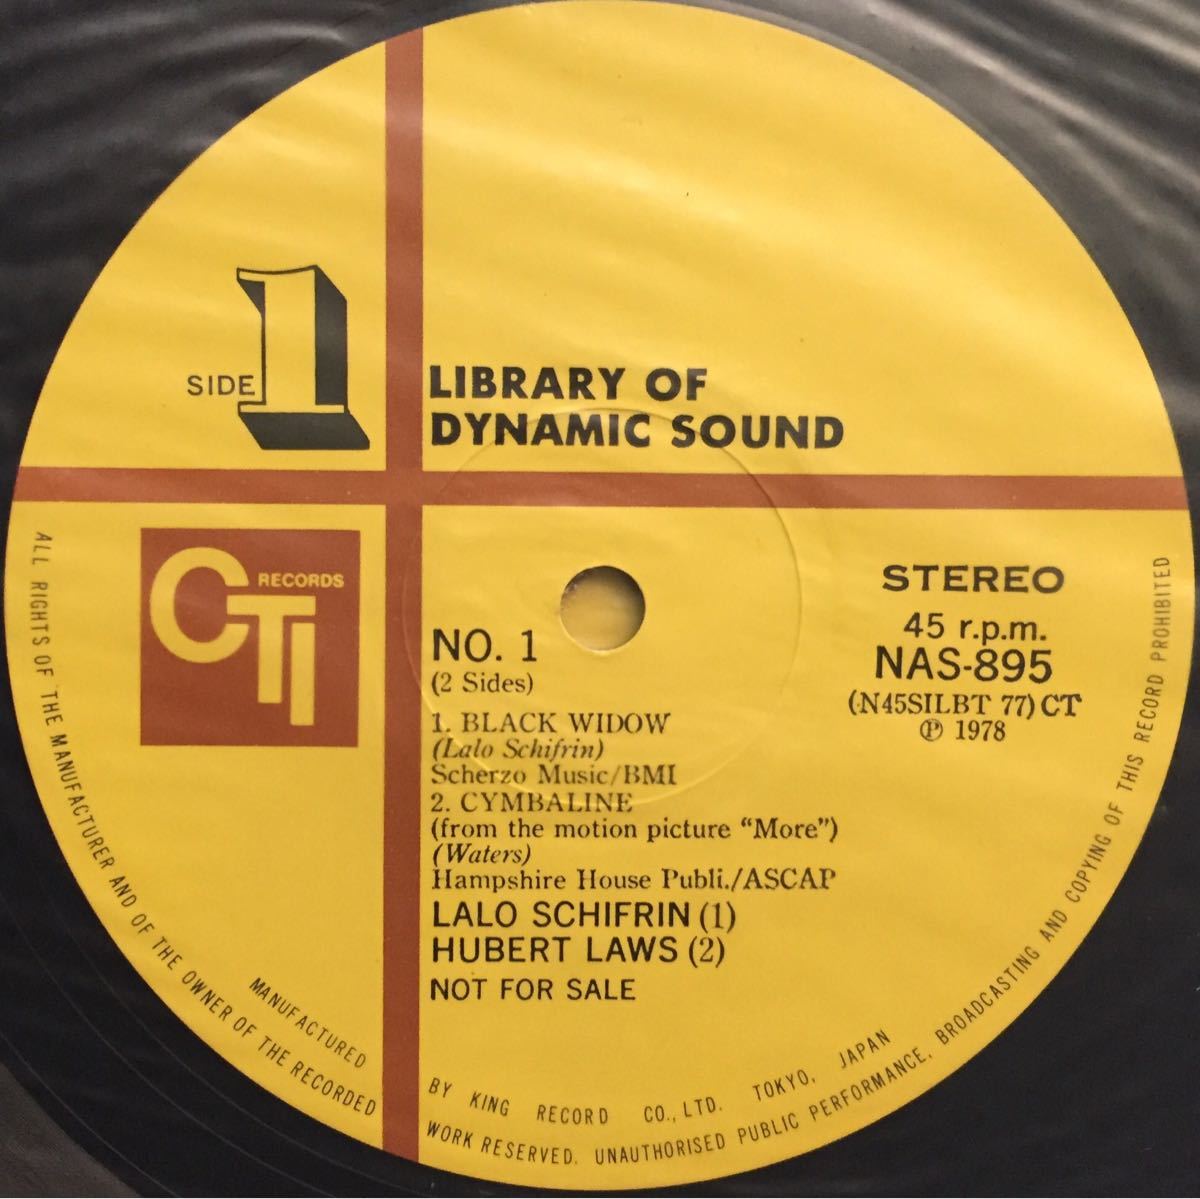 SIDE 1
LIBRARY OF
DYNAMIC SOUND
CTI RECORDS
STEREO
45 r.p.m.
NAS-895
(N45SILBT 77) CT
Ⓟ 1978
NO. 1
(2 Sides)
1. BLACK WIDOW
(Lalo Schifrin)
Scherzo Music/BMI
2. CYMBALINE
(from the motion picture “More”)
(Waters)
Hampshire House Publi./ASCAP
LALO SCHIFRIN (1)
HUBERT LAWS (2)
NOT FOR SALE
MANUFACTURED BY KING RECORD CO., LTD. TOKYO, JAPAN
ALL RIGHTS OF THE MANUFACTURER AND OF THE OWNER OF THE RECORDED WORK RESERVED. UNAUTHORISED PUBLIC PERFORMANCE, BROADCASTING AND COPYING OF THIS RECORD PROHIBITED